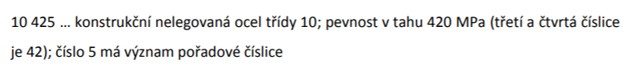 10 425 … konstrukční nelegovaná ocel třídy 10; pevnost v tahu 420 MPa (třetí a čtvrtá číslice
je 42); číslo 5 má význam pořadové číslice